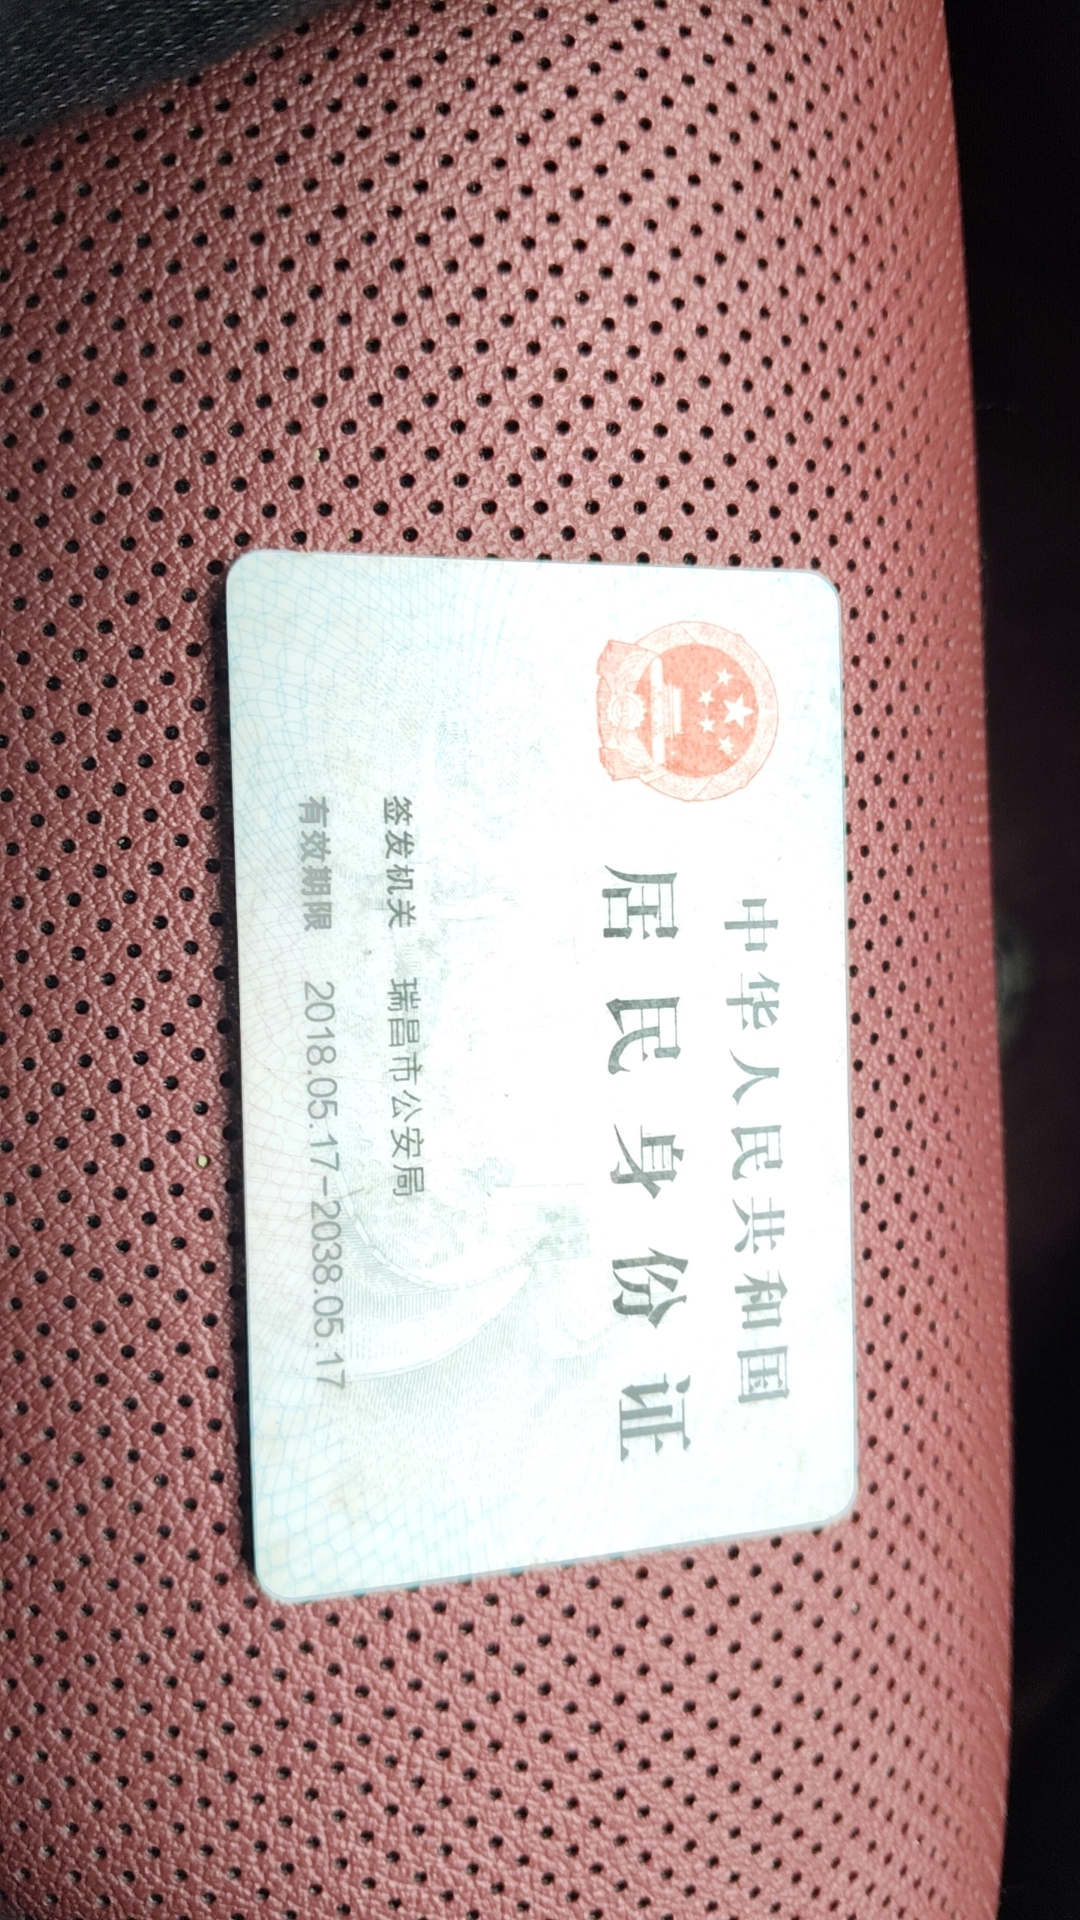 中华人民共和国
居民身份证
签发机关 瑞昌市公安局
有效期限 2018.05.17-2038.05.17